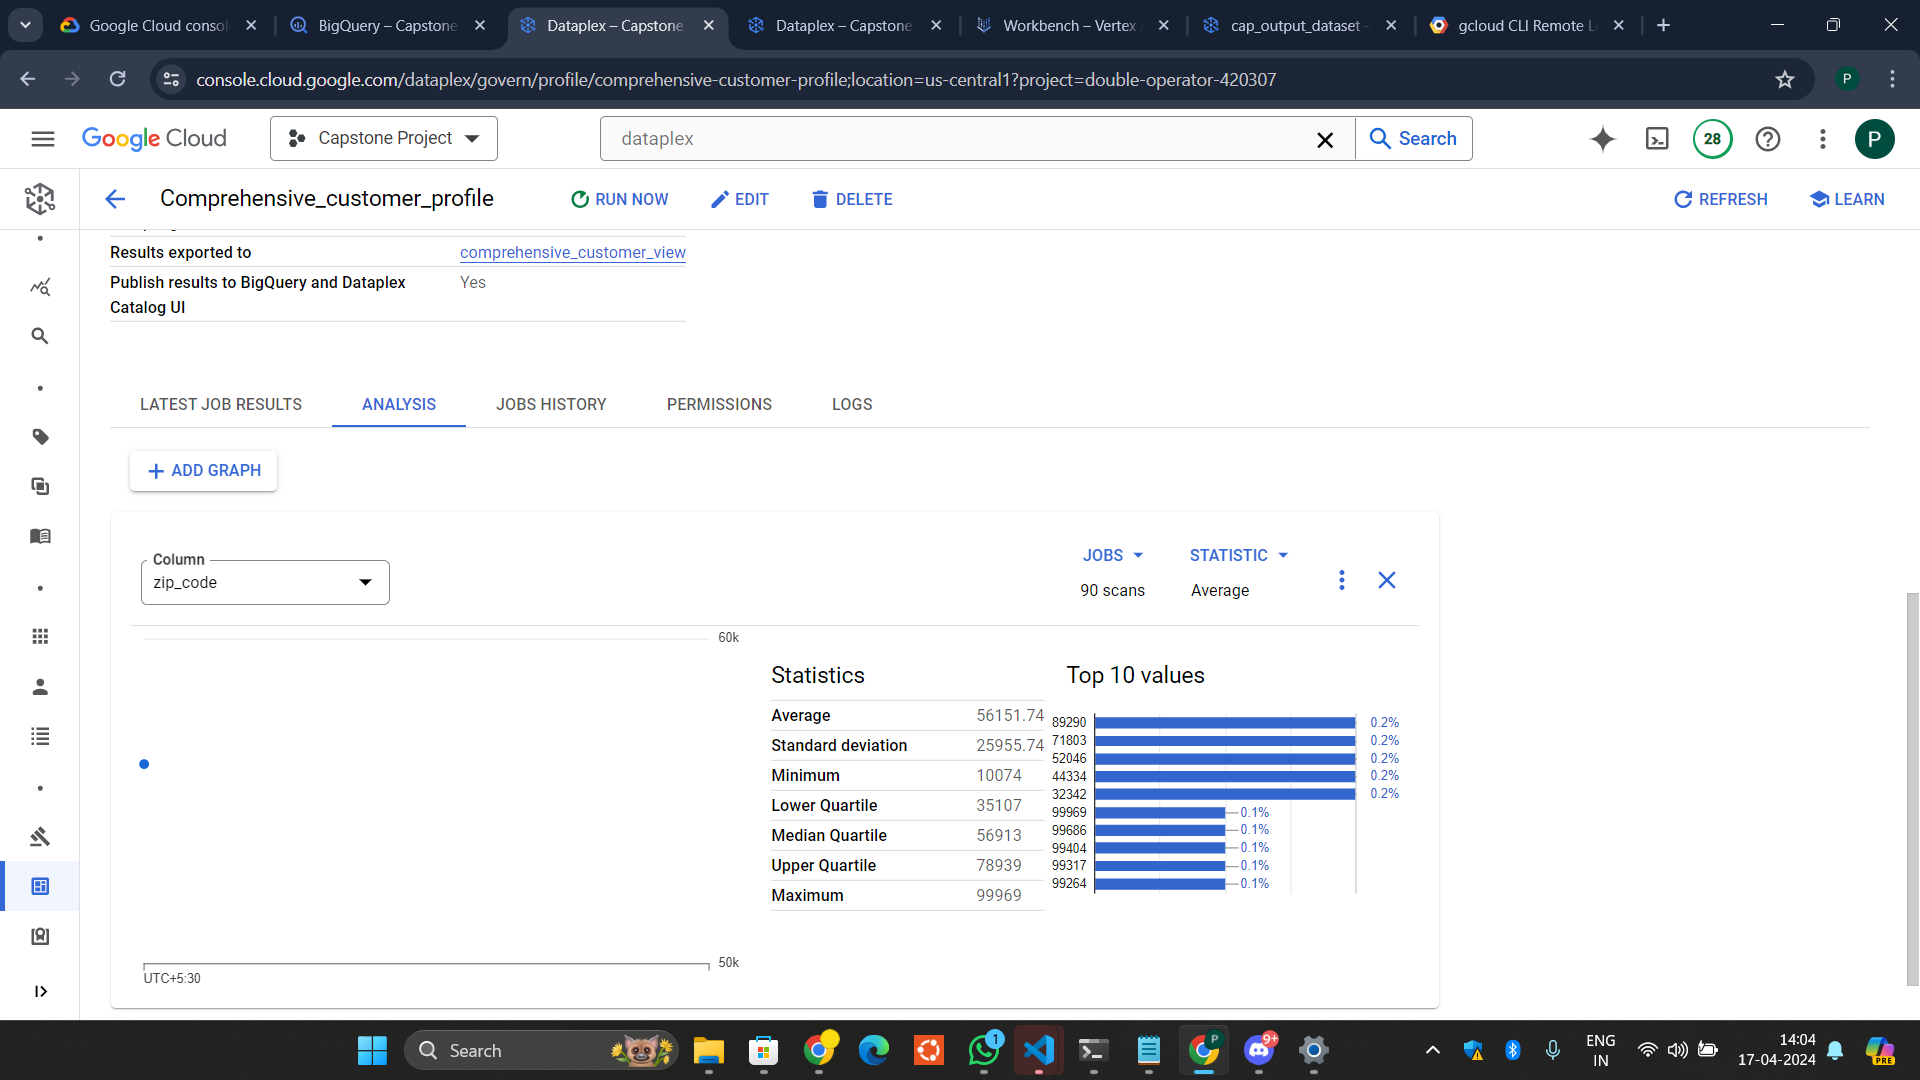 Google Cloud consol
BigQuery – Capstone
Dataplex – Capstone
Dataplex – Capstone
Workbench – Vertex
cap_output_dataset –
gcloud CLI Remote L
console.cloud.google.com/dataplex/govern/profile/comprehensive-customer-profile;location=us-central1?project=double-operator-420307
P
Google Cloud
Capstone Project
dataplex
Search
28
P
Comprehensive_customer_profile
RUN NOW
EDIT
DELETE
REFRESH
LEARN
Results exported to
comprehensive_customer_view
Publish results to BigQuery and Dataplex
Yes
Catalog UI
LATEST JOB RESULTS
ANALYSIS
JOBS HISTORY
PERMISSIONS
LOGS
ADD GRAPH
Column
zip_code
JOBS
90 scans
STATISTIC
Average
60k
50k
UTC+5:30
Statistics
Average 56151.74
Standard deviation 25955.74
Minimum 10074
Lower Quartile 35107
Median Quartile 56913
Upper Quartile 78939
Maximum 99969
Top 10 values
89290 0.2%
71803 0.2%
52046 0.2%
44334 0.2%
32342 0.2%
99969 0.1%
99686 0.1%
99404 0.1%
99317 0.1%
99264 0.1%
Search
1
P
9+
ENG
IN
14:04
17-04-2024
PRE